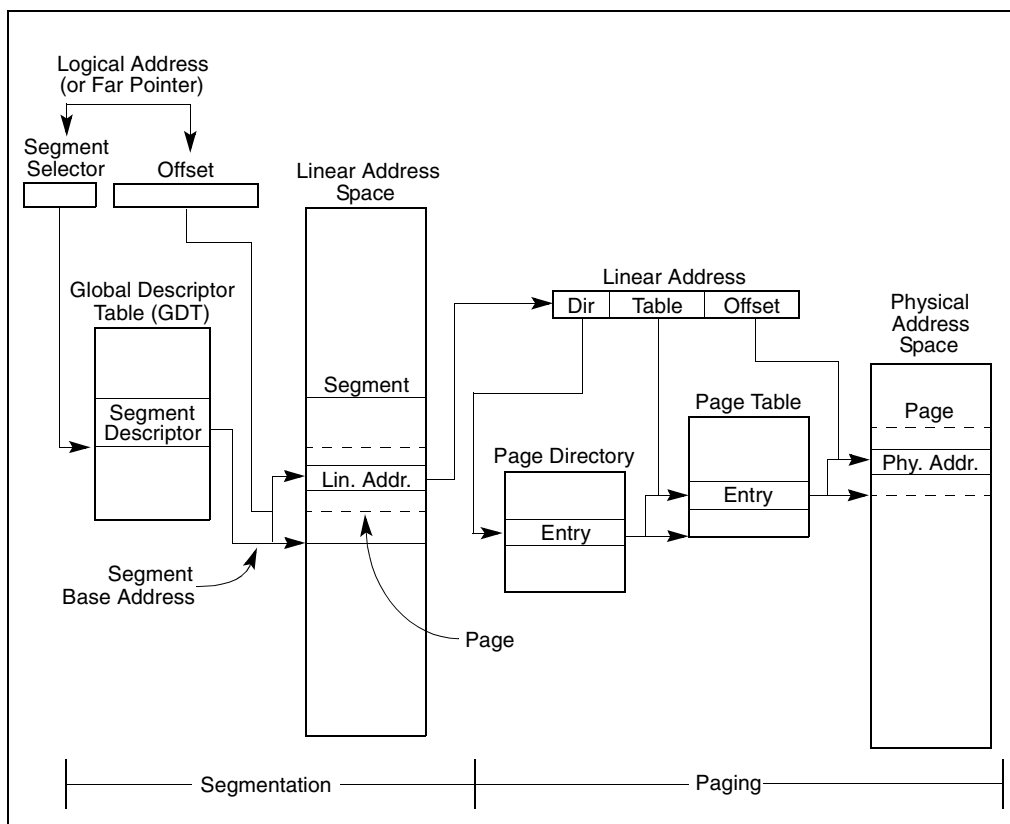 Logical Address
(or Far Pointer)
Segment
Selector
Offset
Linear Address
Space
Global Descriptor
Table (GDT)
Segment
Descriptor
Segment
Lin. Addr.
Segment
Base Address
Page
Linear Address
Dir Table Offset
Page Directory
Entry
Page Table
Entry
Physical
Address
Space
Page
Phy. Addr.
Segmentation
Paging